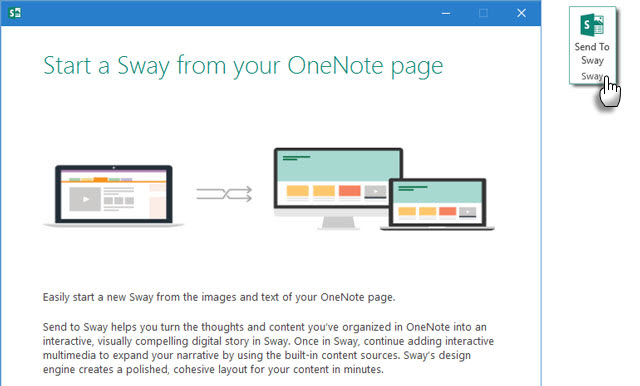 Start a Sway from your OneNote page
Send To
Sway
Sway
Easily start a new Sway from the images and text of your OneNote page.
Send to Sway helps you turn the thoughts and content you've organized in OneNote into an
interactive, visually compelling digital story in Sway. Once in Sway, continue adding interactive
multimedia to expand your narrative by using the built-in content sources. Sway's design
engine creates a polished, cohesive layout for your content in minutes.